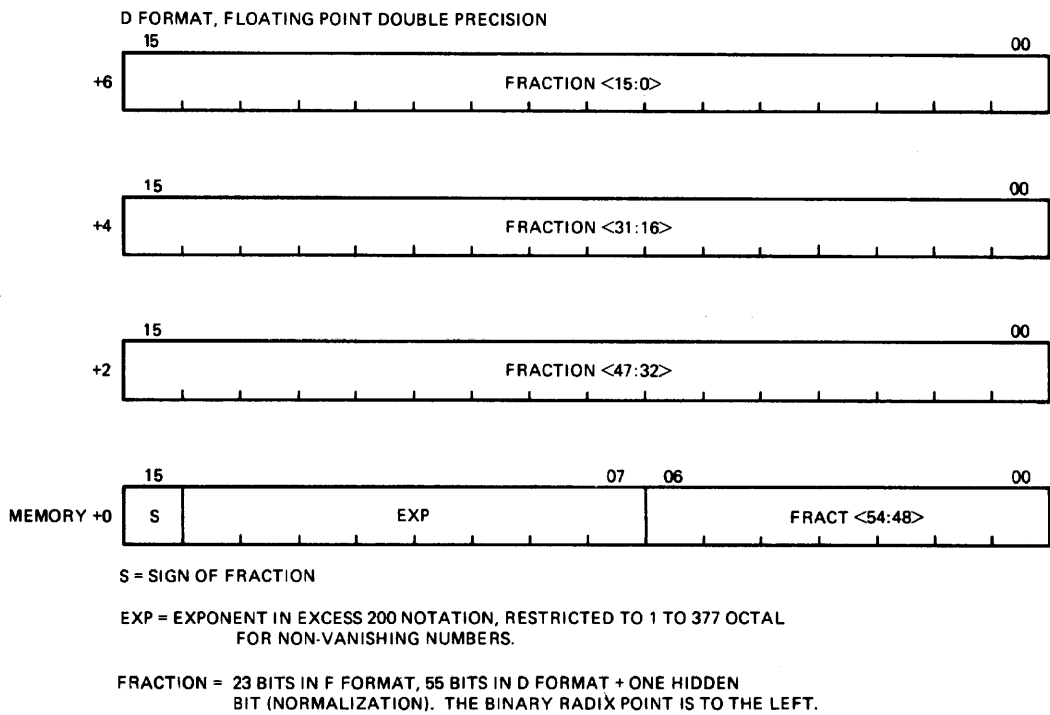 D FORMAT, FLOATING POINT DOUBLE PRECISION
15 00
+6 FRACTION <15:0>
15 00
+4 FRACTION <31:16>
15 00
+2 FRACTION <47:32>
15 07 06 00
MEMORY +0 S EXP FRACT <54:48>
S = SIGN OF FRACTION
EXP = EXPONENT IN EXCESS 200 NOTATION, RESTRICTED TO 1 TO 377 OCTAL
FOR NON-VANISHING NUMBERS.
FRACTION = 23 BITS IN F FORMAT, 55 BITS IN D FORMAT + ONE HIDDEN
BIT (NORMALIZATION). THE BINARY RADIX POINT IS TO THE LEFT.